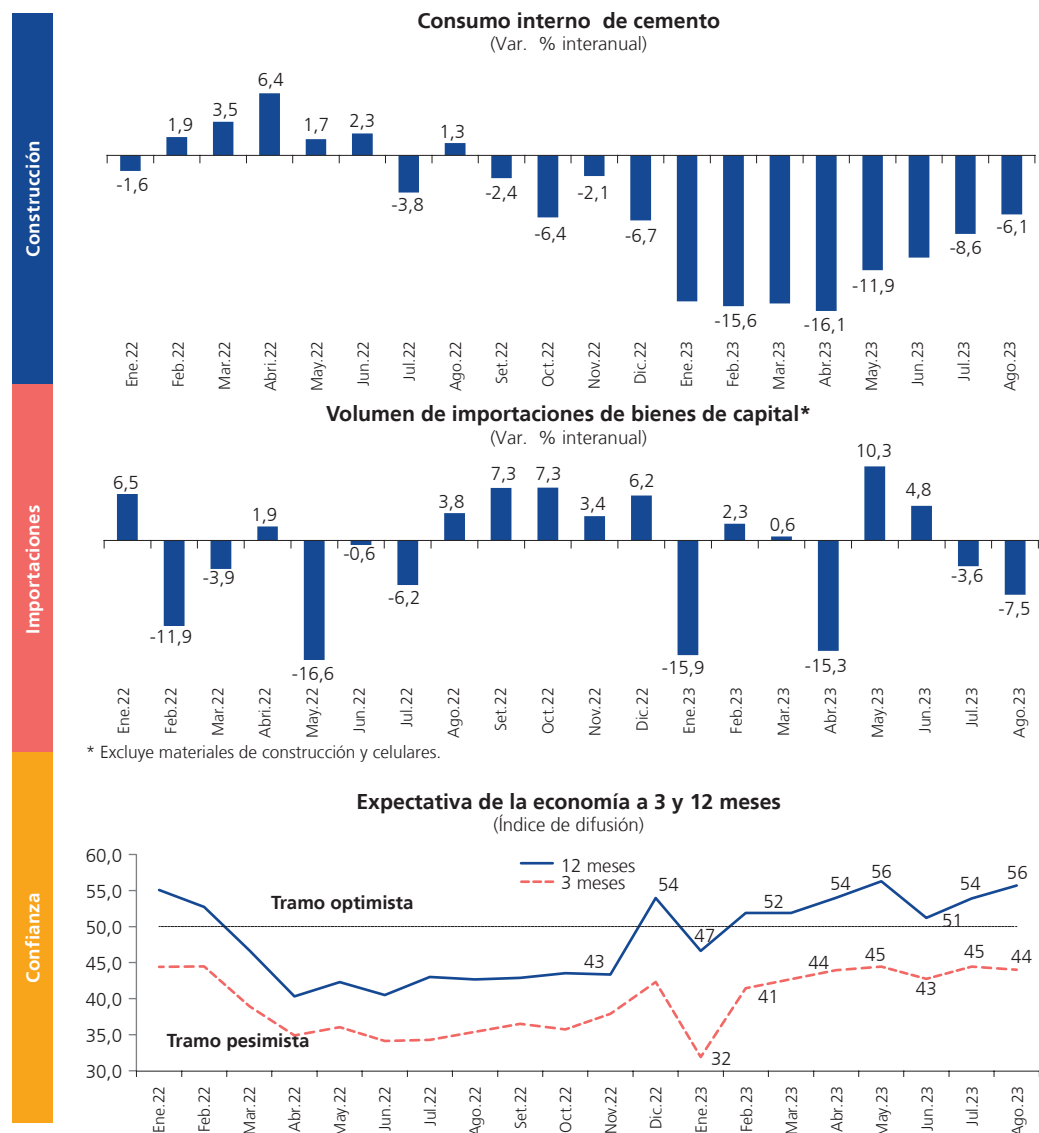 Construcción
Consumo interno de cemento
(Var. % interanual)
-1,6
1,9
3,5
6,4
1,7
2,3
-3,8
1,3
-2,4
-6,4
-2,1
-6,7
-15,6
-16,1
-11,9
-8,6
-6,1
Ene.22
Feb.22
Mar.22
Abri.22
May.22
Jun.22
Jul.22
Ago.22
Set.22
Oct.22
Nov.22
Dic.22
Ene.23
Feb.23
Mar.23
Abr.23
May.23
Jun.23
Jul.23
Ago.23
Importaciones
Volumen de importaciones de bienes de capital*
(Var. % interanual)
6,5
-11,9
-3,9
1,9
-16,6
-0,6
-6,2
3,8
7,3
7,3
3,4
6,2
-15,9
2,3
0,6
-15,3
10,3
4,8
-3,6
-7,5
Ene.22
Feb.22
Mar.22
Abri.22
May.22
Jun.22
Jul.22
Ago.22
Set.22
Oct.22
Nov.22
Dic.22
Ene.23
Feb.23
Mar.23
Abr.23
May.23
Jun.23
Jul.23
Ago.23
* Excluye materiales de construcción y celulares.
Confianza
Expectativa de la economía a 3 y 12 meses
(Índice de difusión)
60,0
55,0
50,0
45,0
40,0
35,0
30,0
12 meses
3 meses
Tramo optimista
Tramo pesimista
43
54
47
52
54
56
51
54
56
32
41
44
45
43
45
44
Ene.22
Feb.22
Mar.22
Abr.22
May.22
Jun.22
Jul.22
Ago.22
Set.22
Oct.22
Nov.22
Dic.22
Ene.23
Feb.23
Mar.23
Abr.23
May.23
Jun.23
Jul.23
Ago.23